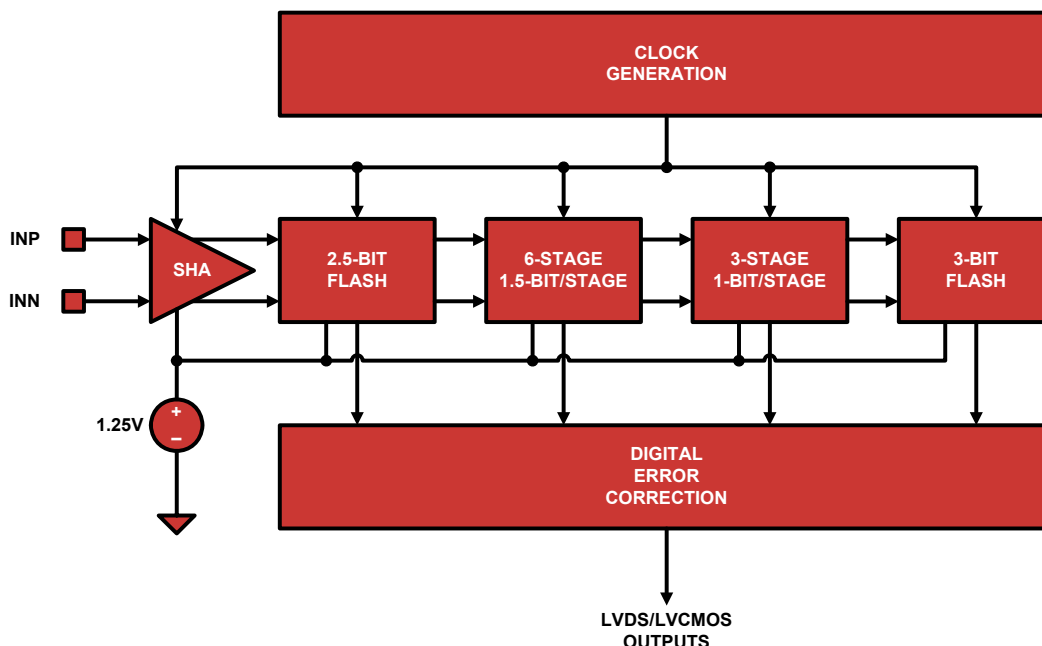 CLOCK
GENERATION
INP
INN
SHA
2.5-BIT
FLASH
6-STAGE
1.5-BIT/STAGE
3-STAGE
1-BIT/STAGE
3-BIT
FLASH
1.25V
+
–
DIGITAL
ERROR
CORRECTION
LVDS/LVCMOS
OUTPUTS